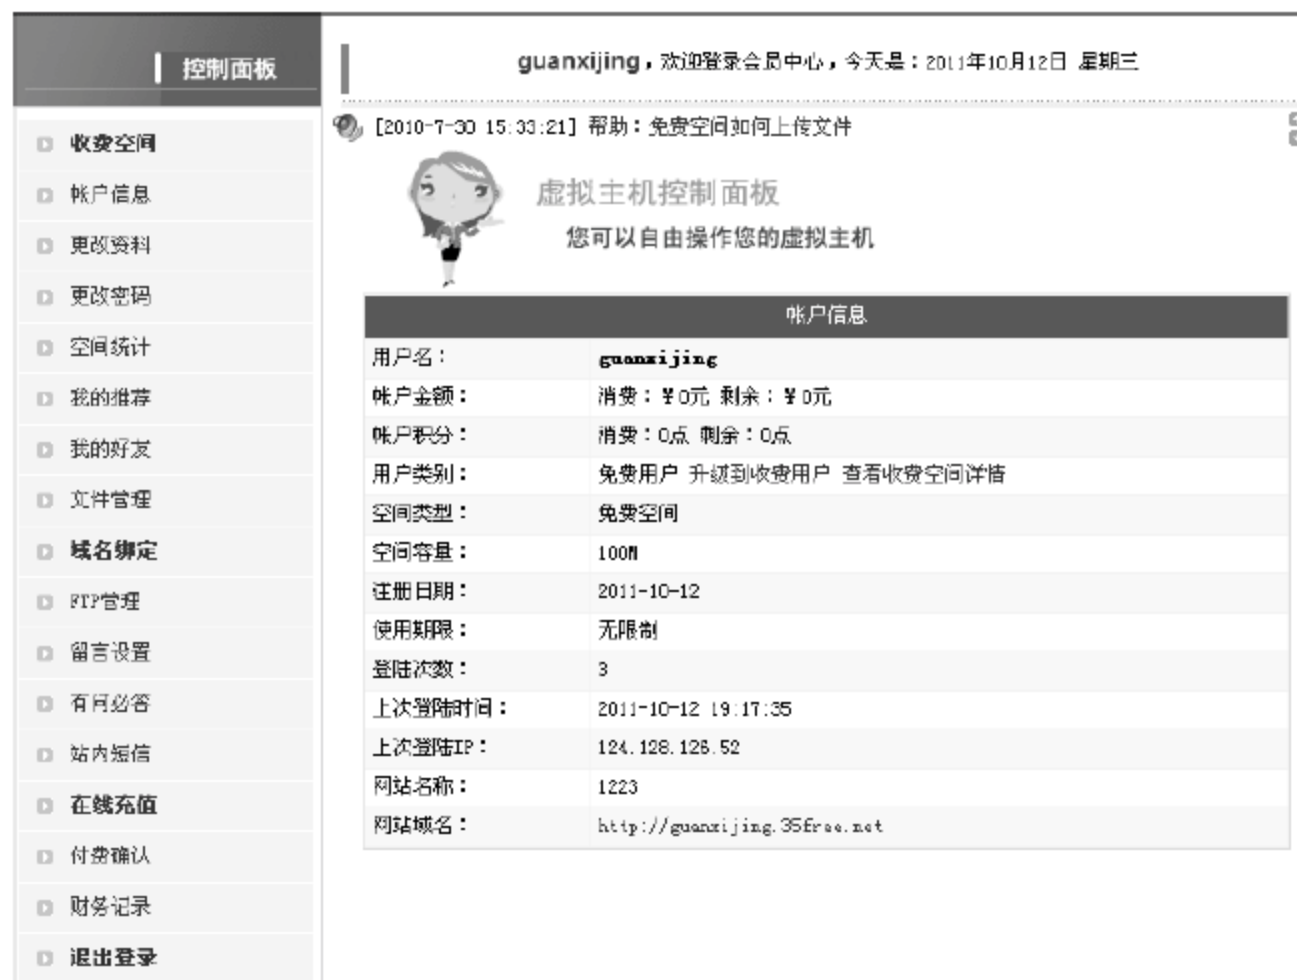 控制面板
guanxijing，欢迎登录会员中心，今天是：2011年10月12日 星期三
[2010-7-30 15:33:21] 帮助：免费空间如何上传文件
虚拟主机控制面板
您可以自由操作您的虚拟主机
收费空间
帐户信息
更改资料
更改密码
空间统计
我的推荐
我的好友
文件管理
域名绑定
FTP管理
留言设置
有问必答
站内短信
在线充值
付费确认
财务记录
退出登录
帐户信息
用户名： guanxijing
帐户金额： 消费：￥0元 剩余：￥0元
帐户积分： 消费：0点 剩余：0点
用户类别： 免费用户 升级到收费用户 查看收费空间详情
空间类型： 免费空间
空间容量： 100M
注册日期： 2011-10-12
使用期限： 无限制
登陆次数： 3
上次登陆时间： 2011-10-12 19:17:35
上次登陆IP： 124.128.126.52
网站名称： 1223
网站域名： http://guanxijing.35free.net